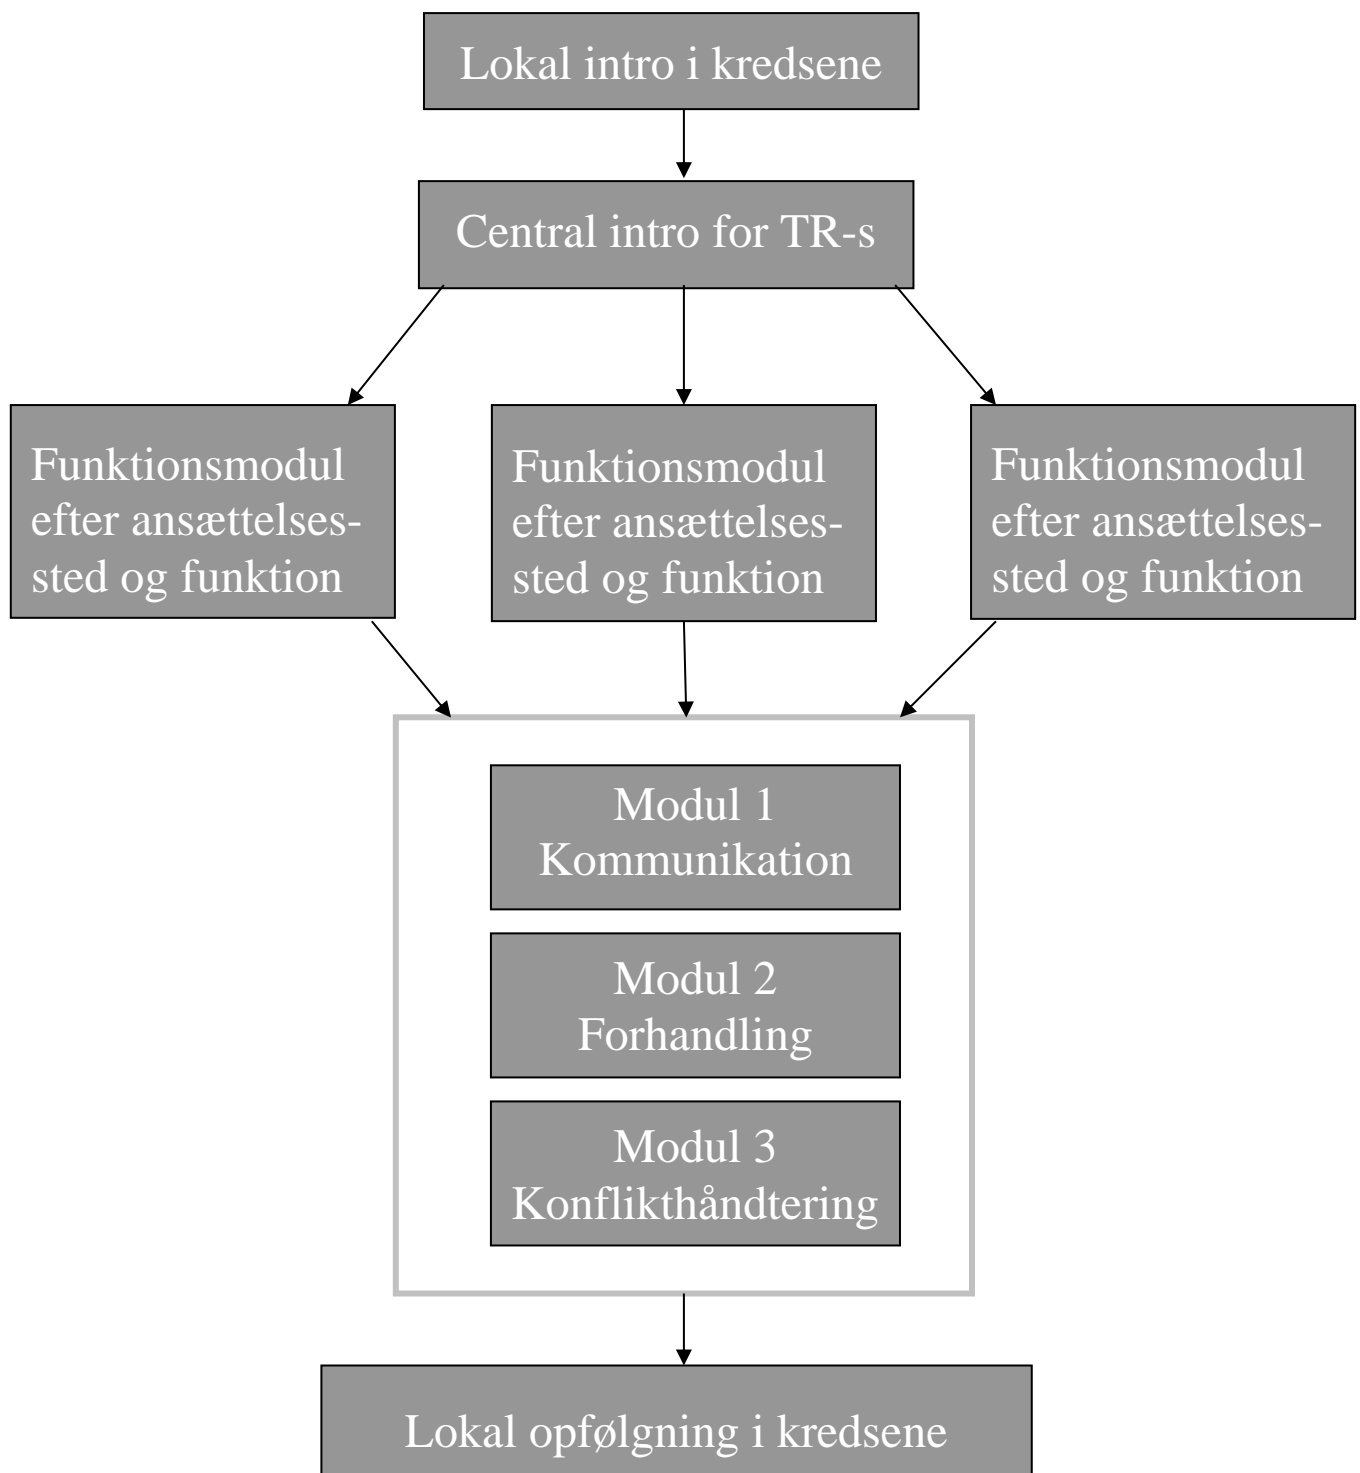 Lokal intro i kredsene
Central intro for TR-s
Funktionsmodul
efter ansættelses-
sted og funktion
Funktionsmodul
efter ansættelses-
sted og funktion
Funktionsmodul
efter ansættelses-
sted og funktion
Modul 1
Kommunikation
Modul 2
Forhandling
Modul 3
Konflikthåndtering
Lokal opfølgning i kredsene